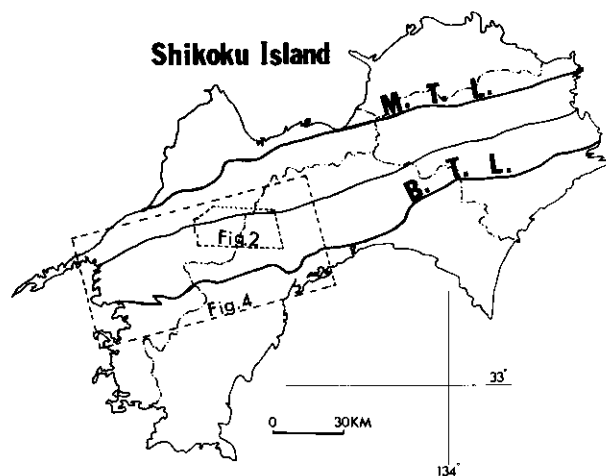 Shikoku Island
M. T. L.
B. T. L.
Fig.2
Fig.4
33°
0 30KM
134°